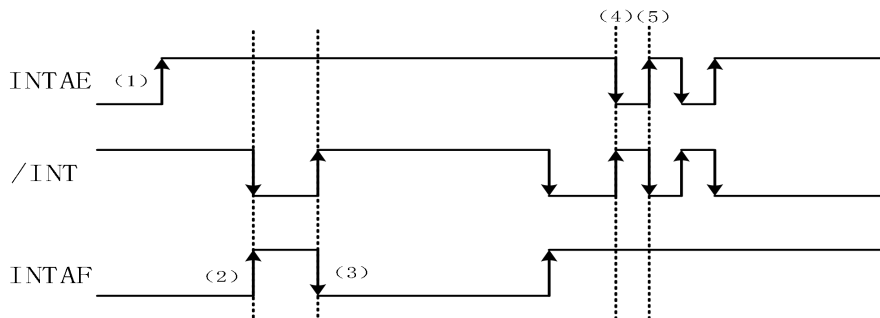 (4) (5)
INTAE (1)
/INT
INTAF (2) (3)